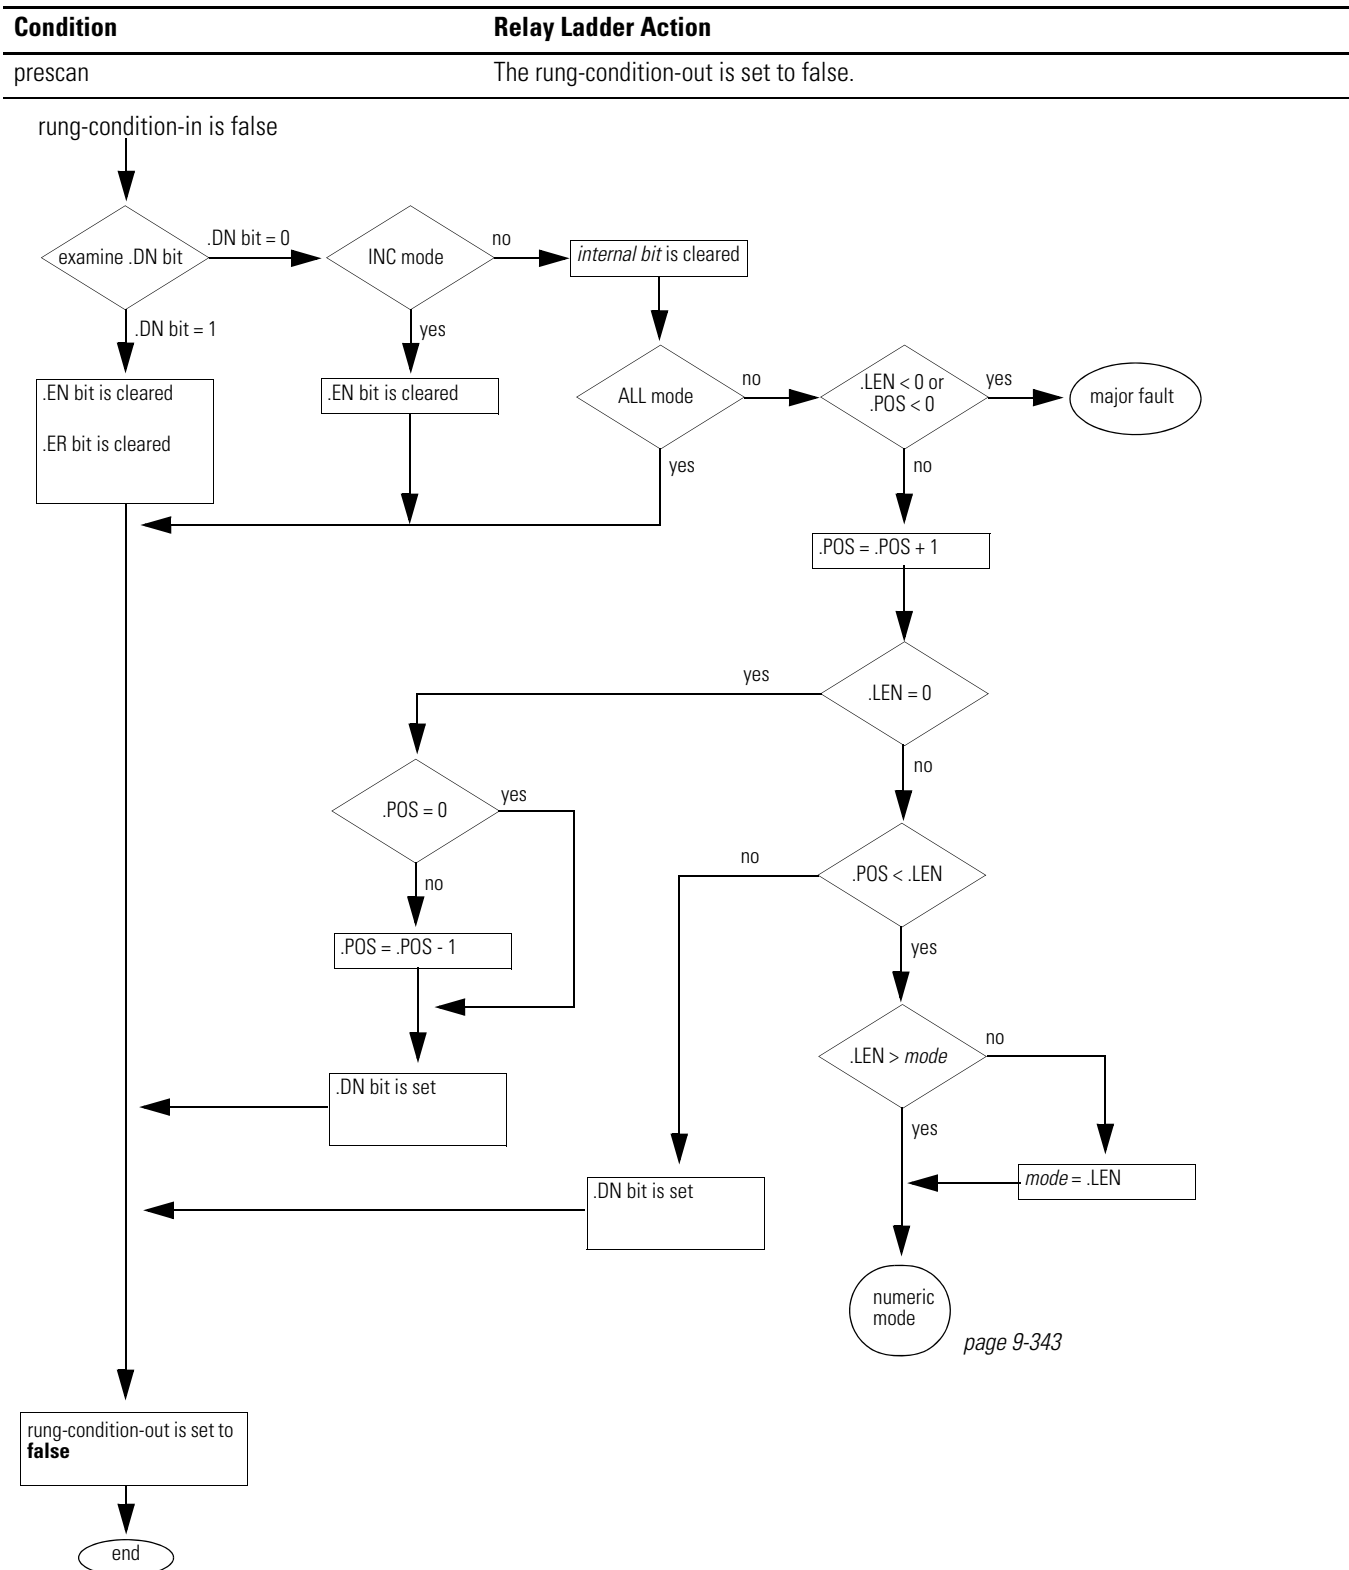 Condition Relay Ladder Action
prescan The rung-condition-out is set to false.
rung-condition-in is false
examine .DN bit
.DN bit = 0
INC mode
no
internal bit is cleared
.DN bit = 1
yes
.EN bit is cleared
.ER bit is cleared
.EN bit is cleared
ALL mode
no
.LEN < 0 or
.POS < 0
yes
major fault
yes
no
.POS = .POS + 1
yes
.LEN = 0
no
.POS = 0
yes
no
.POS < .LEN
no
.POS = .POS - 1
yes
.LEN > mode
no
.DN bit is set
yes
mode = .LEN
.DN bit is set
numeric
mode
page 9-343
rung-condition-out is set to
false
end